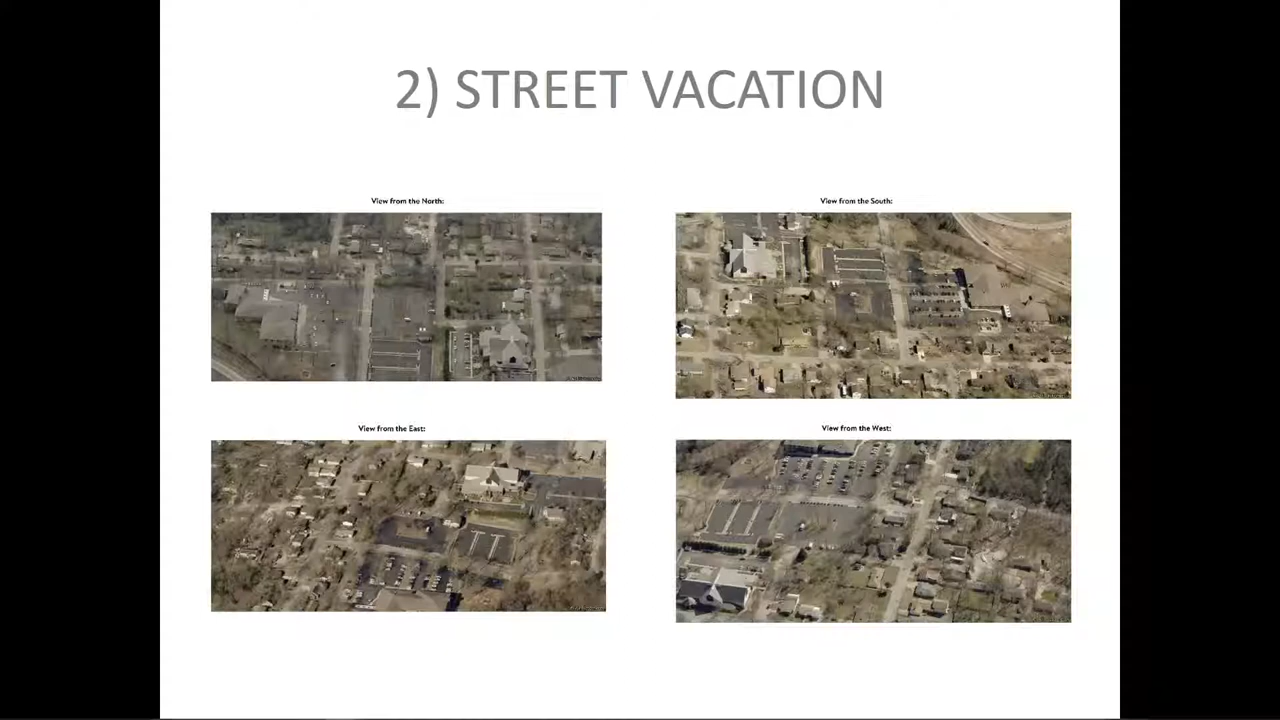 2) STREET VACATION
View from the North:
View from the South:
View from the East:
View from the West: